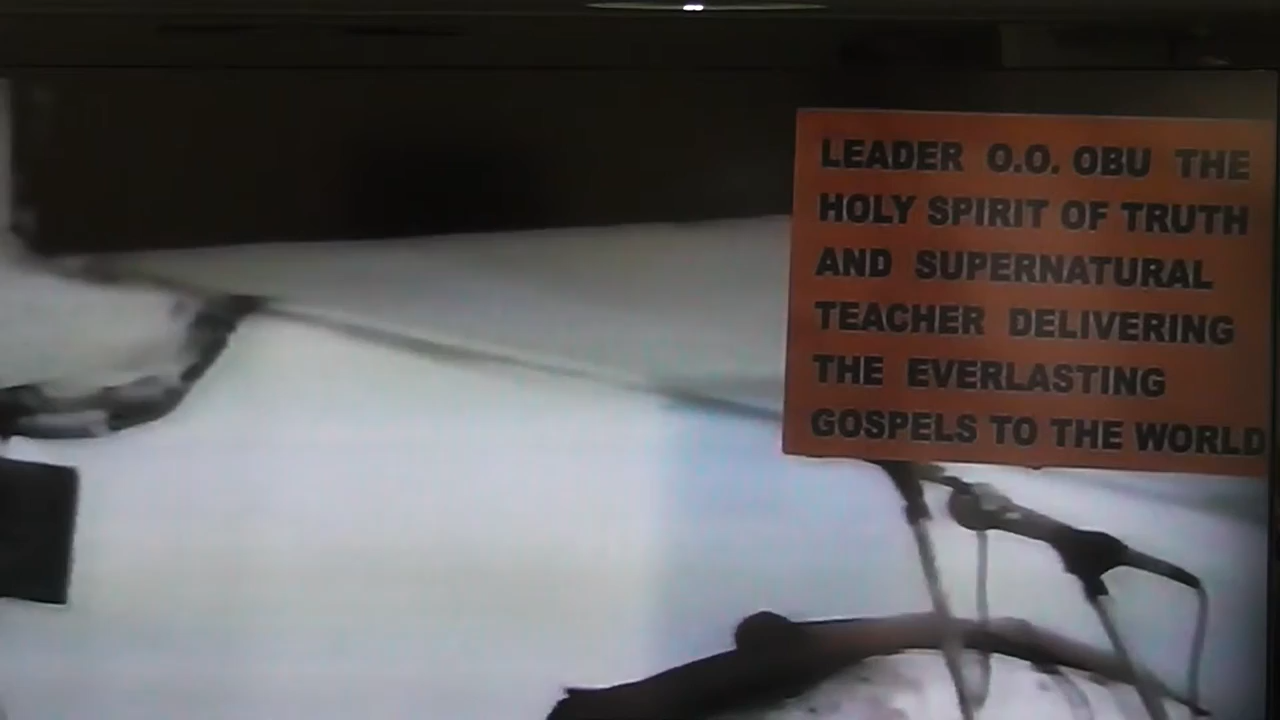 LEADER O.O. OBU THE
HOLY SPIRIT OF TRUTH
AND SUPERNATURAL
TEACHER DELIVERING
THE EVERLASTING
GOSPELS TO THE WORLD